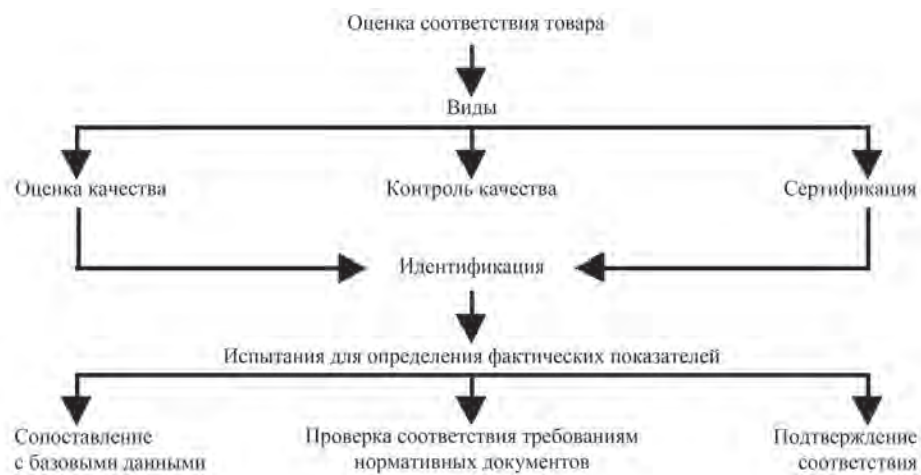 Оценка соответствия товара
Виды
Оценка качества
Контроль качества
Сертификация
Идентификация
Испытания для определения фактических показателей
Сопоставление
с базовыми данными
Проверка соответствия требованиям
нормативных документов
Подтверждение
соответствия